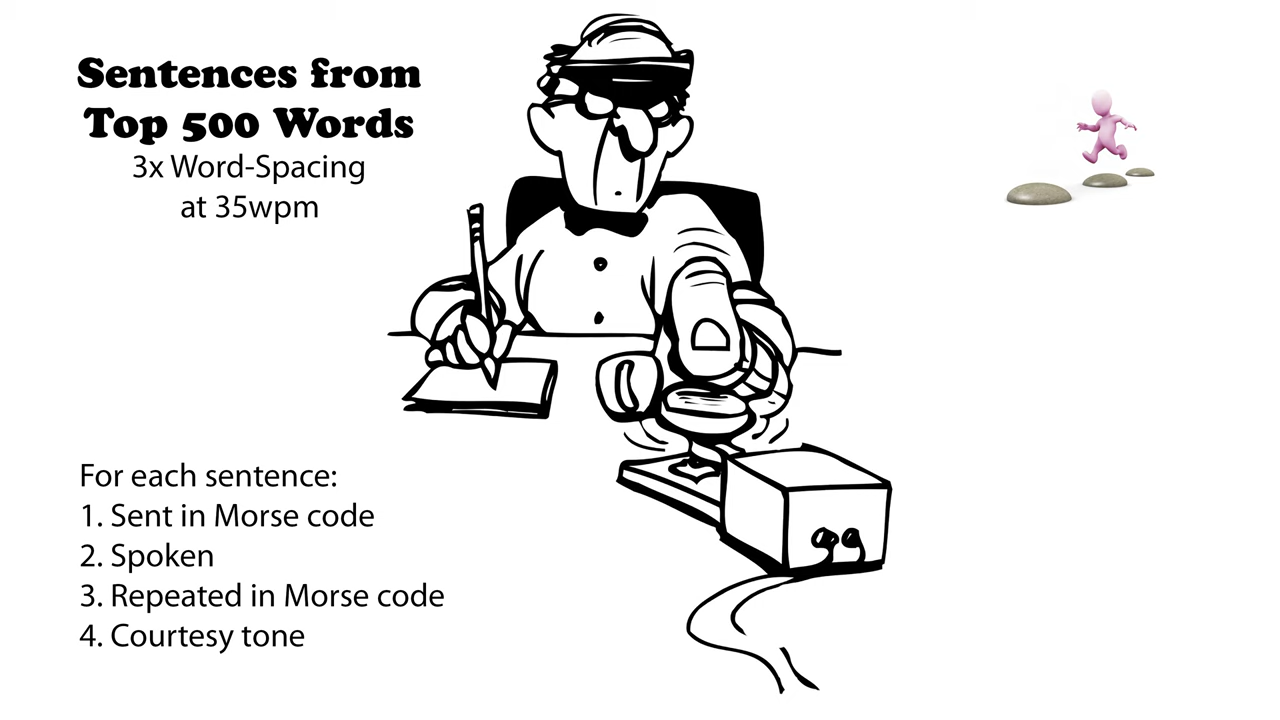 Sentences from
Top 500 Words
3x Word-Spacing
at 35wpm
For each sentence:
1. Sent in Morse code
2. Spoken
3. Repeated in Morse code
4. Courtesy tone